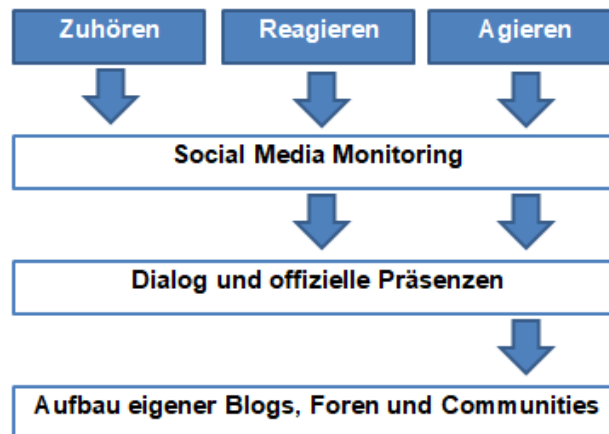 Zuhören
Reagieren
Agieren
Social Media Monitoring
Dialog und offizielle Präsenzen
Aufbau eigener Blogs, Foren und Communities